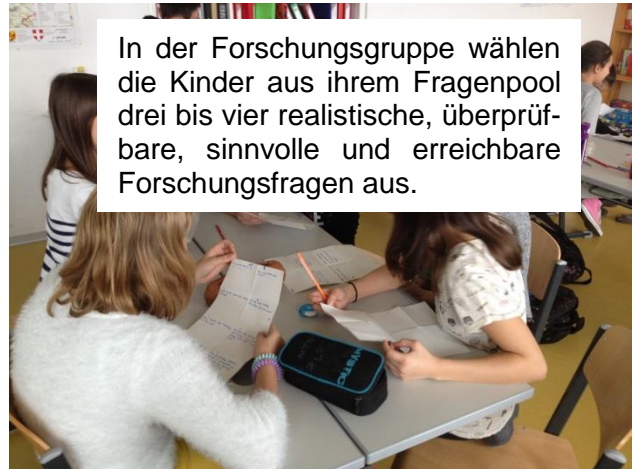 In der Forschungsgruppe wählen
die Kinder aus ihrem Fragenpool
drei bis vier realistische, überprüf-
bare, sinnvolle und erreichbare
Forschungsfragen aus.